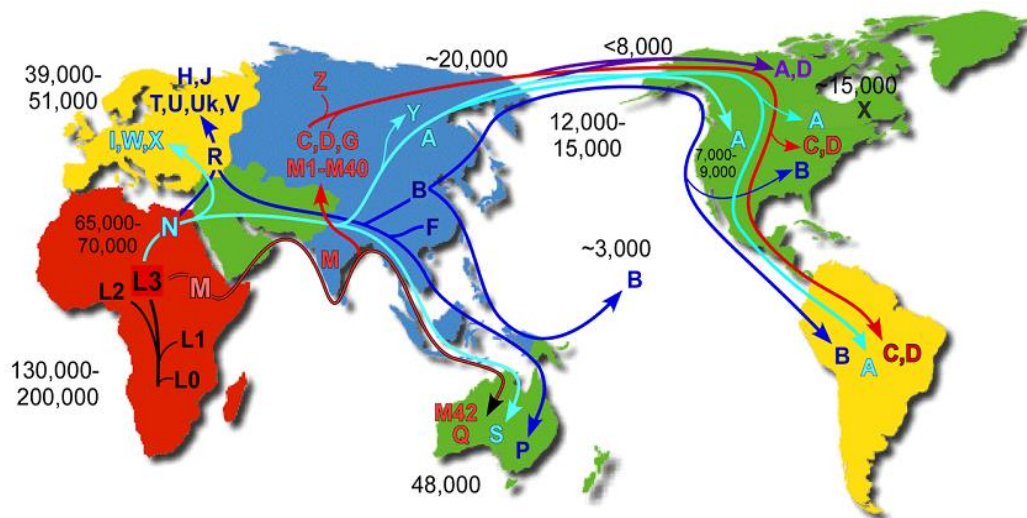 39,000-
51,000
H,J
T,U,Uk,V
I,W,X
R
~20,000
Z
C,D,G
M1-M40
Y
A
<8,000
A,D
~15,000
X
A
C,D
B
A
7,000-
9,000
12,000-
15,000
65,000-
70,000
N
B
F
M
~3,000
B
L3
L2
M
L1
L0
130,000-
200,000
M42
Q
S
P
48,000
B
A
C,D